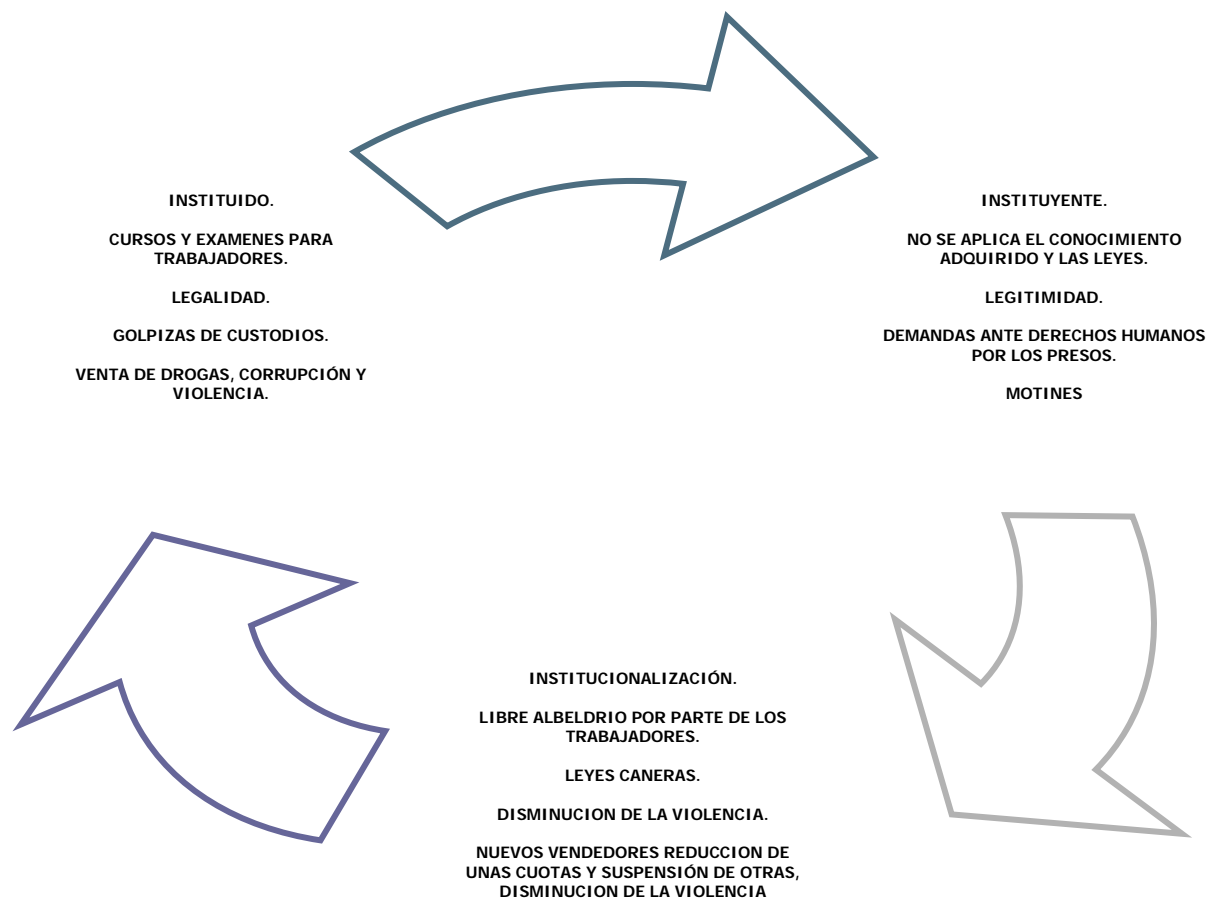 INSTITUIDO.
CURSOS Y EXAMENES PARA
TRABAJADORES.
LEGALIDAD.
GOLPIZAS DE CUSTODIOS.
VENTA DE DROGAS, CORRUPCIÓN Y
VIOLENCIA.
INSTITUYENTE.
NO SE APLICA EL CONOCIMIENTO
ADQUIRIDO Y LAS LEYES.
LEGITIMIDAD.
DEMANDAS ANTE DERECHOS HUMANOS
POR LOS PRESOS.
MOTINES
INSTITUCIONALIZACIÓN.
LIBRE ALBELDRIO POR PARTE DE LOS
TRABAJADORES.
LEYES CANERAS.
DISMINUCION DE LA VIOLENCIA.
NUEVOS VENDEDORES REDUCCION DE
UNAS CUOTAS Y SUSPENSIÓN DE OTRAS,
DISMINUCION DE LA VIOLENCIA